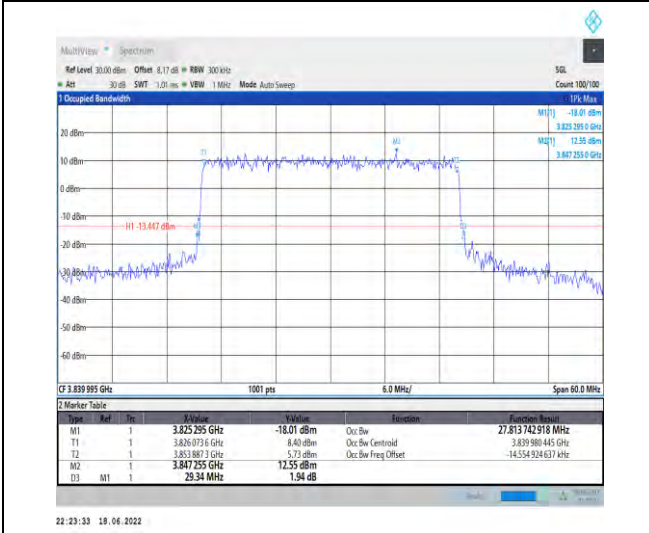 MultiView Spectrum
Ref Level 30.00 dBm Offset 8.17 dB RBW 300 kHz SGL
Att 30 dB SWT 1.01 ms VBW 1 MHz Mode Auto Sweep Count 100/100
1 Occupied Bandwidth 1Pk Max
M1[1] -18.01 dBm
3.825 295 0 GHz
M2[1] 12.55 dBm
3.847 255 0 GHz
20 dBm
T1 M2
10 dBm
0 dBm
-10 dBm
H1 -13.447 dBm
-20 dBm
-30 dBm
-40 dBm
-50 dBm
-60 dBm
CF 3.839 995 GHz 1001 pts 6.0 MHz/ Span 60.0 MHz
2 Marker Table
Type Ref Trc X-Value Y-Value Function Function Result
M1 1 3.825 295 GHz -18.01 dBm Occ Bw 27.813 742 918 MHz
T1 1 3.826 073 6 GHz 8.40 dBm Occ Bw Centroid 3.839 980 445 GHz
T2 1 3.853 887 3 GHz 5.73 dBm Occ Bw Freq Offset -14.554 924 637 kHz
M2 1 3.847 255 GHz 12.55 dBm
D3 M1 1 29.34 MHz 1.94 dB
22:23:33 18.06.2022